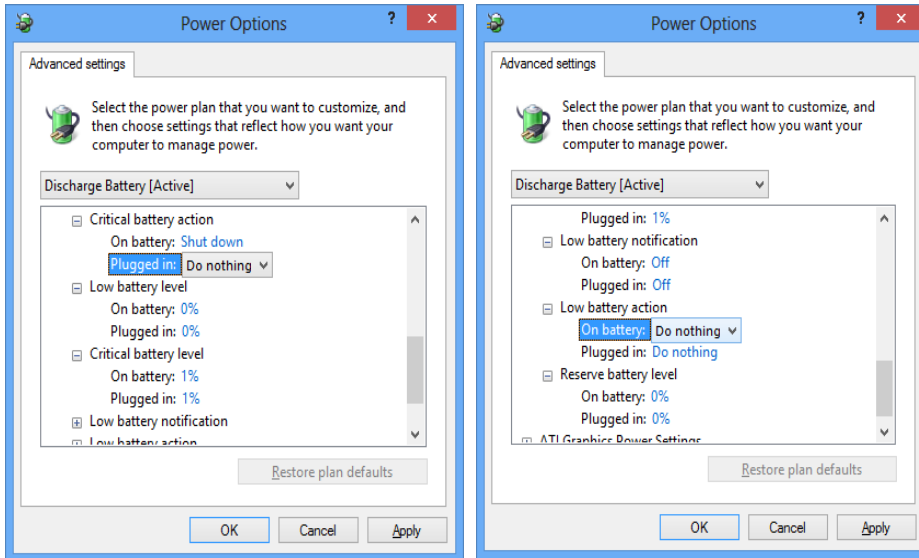 Power Options
?
x
Advanced settings
Select the power plan that you want to customize, and
then choose settings that reflect how you want your
computer to manage power.
Discharge Battery [Active]
Critical battery action
On battery: Shut down
Plugged in: Do nothing
Low battery level
On battery: 0%
Plugged in: 0%
Critical battery level
On battery: 1%
Plugged in: 1%
Low battery notification
Low battery action
Restore plan defaults
OK
Cancel
Apply
Power Options
?
x
Advanced settings
Select the power plan that you want to customize, and
then choose settings that reflect how you want your
computer to manage power.
Discharge Battery [Active]
Plugged in: 1%
Low battery notification
On battery: Off
Plugged in: Off
Low battery action
On battery: Do nothing
Plugged in: Do nothing
Reserve battery level
On battery: 0%
Plugged in: 0%
ATI Graphics Power Settings
Restore plan defaults
OK
Cancel
Apply